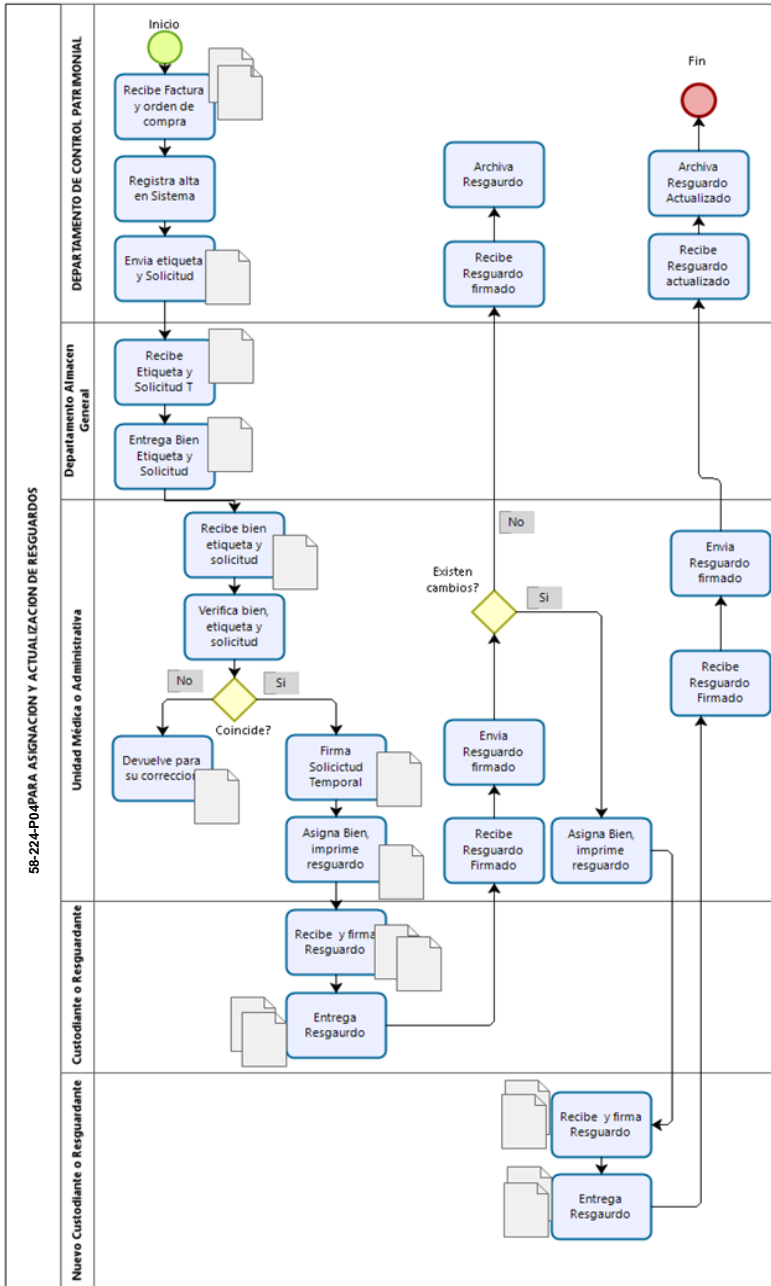 58-224-P04PARA ASIGNACION Y ACTUALIZACION DE RESGUARDOS
DEPARTAMENTO DE CONTROL PATRIMONIAL
Inicio
Recibe Factura
y orden de
compra
Registra alta
en Sistema
Envia etiqueta
y Solicitud
Archiva
Resgaurdo
Recibe
Resguardo
firmado
Fin
Archiva
Resguardo
Actualizado
Recibe
Resguardo
actualizado
Departamento Almacen
General
Recibe
Etiqueta y
Solicitud T
Entrega Bien
Etiqueta y
Solicitud
Unidad Médica o Administrativa
Recibe bien
etiqueta y
solicitud
Verifica bien,
etiqueta y
solicitud
No
Si
Coincide?
Devuelve para
su correccion
Firma
Solicictud
Temporal
Asigna Bien,
imprime
resguardo
No
Existen
cambios?
Si
Envia
Resguardo
firmado
Recibe
Resguardo
Firmado
Asigna Bien,
imprime
resguardo
Envia
Resguardo
firmado
Recibe
Resguardo
Firmado
Custodiante o Resguardante
Recibe y firma
Resguardo
Entrega
Resgaurdo
Nuevo Custodiante o Resguardante
Recibe y firma
Resguardo
Entrega
Resgaurdo